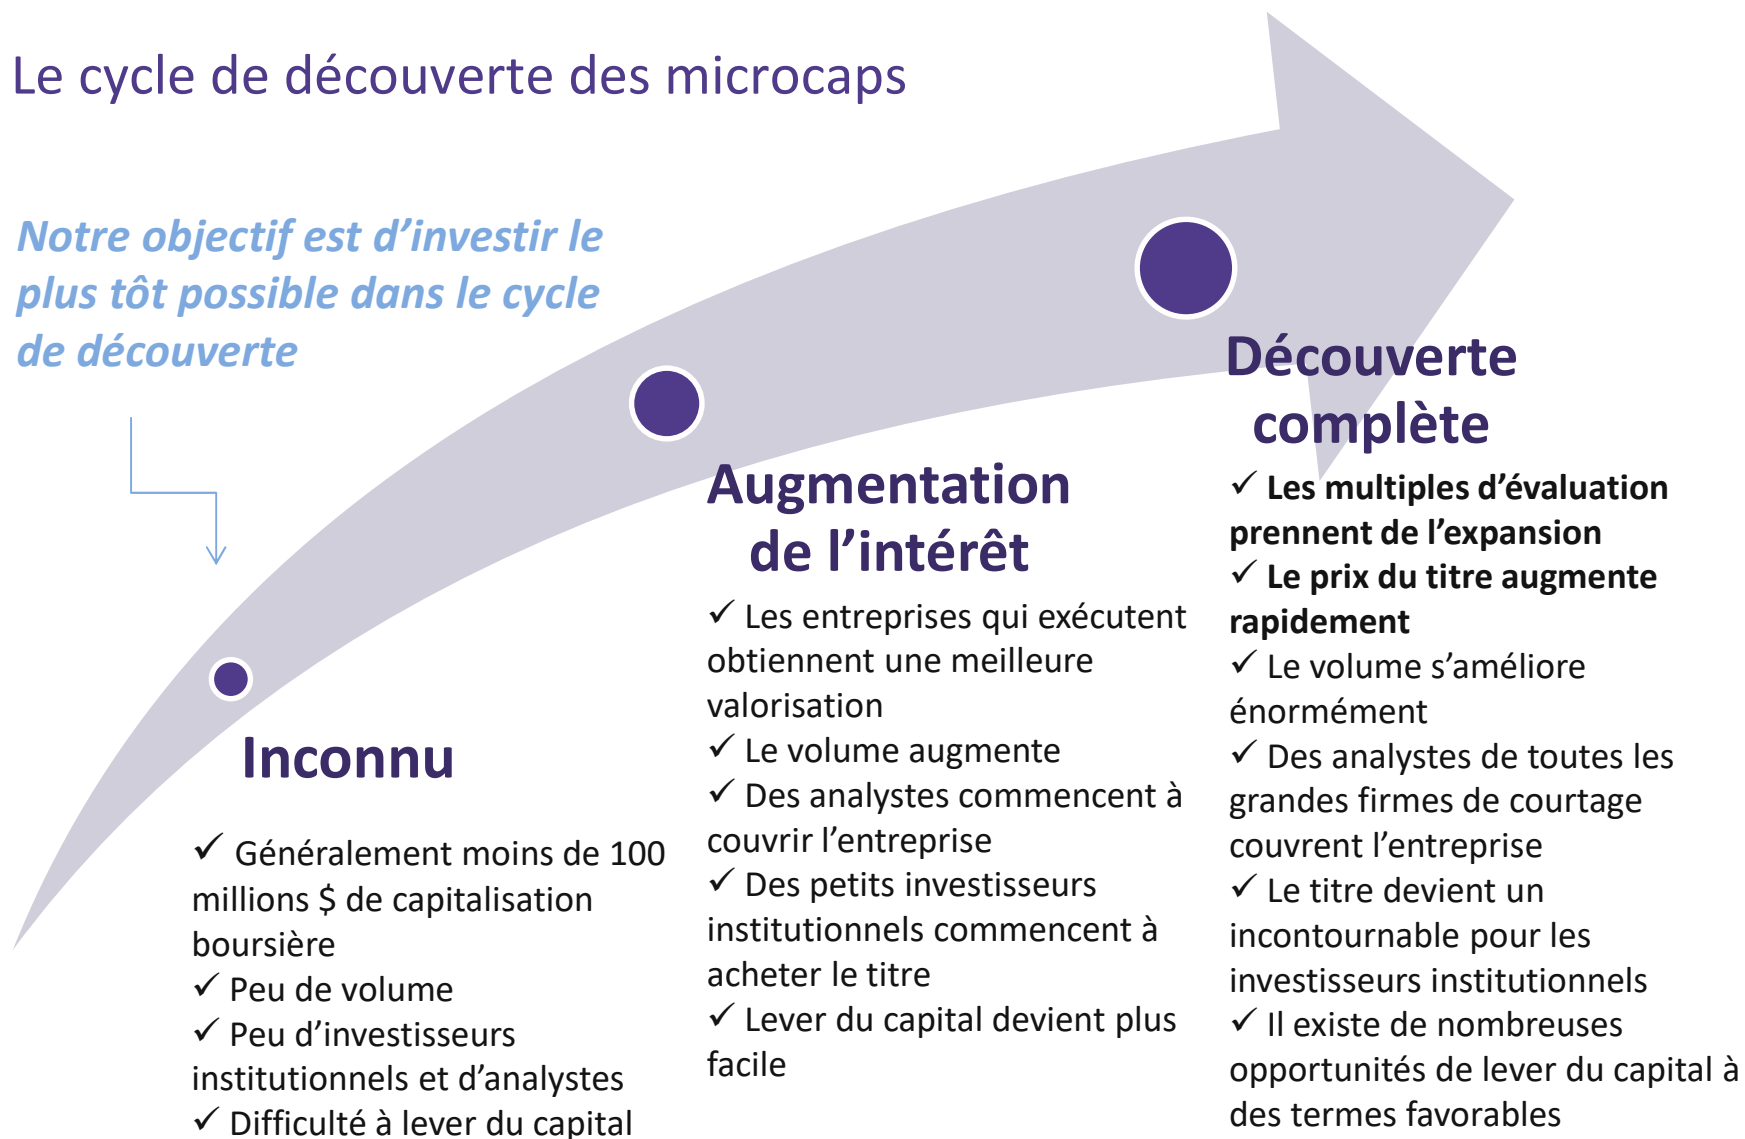 Le cycle de découverte des microcaps
Notre objectif est d’investir le
plus tôt possible dans le cycle
de découverte
Inconnu
✓ Généralement moins de 100
millions $ de capitalisation
boursière
✓ Peu de volume
✓ Peu d’investisseurs
institutionnels et d’analystes
✓ Difficulté à lever du capital
Augmentation
de l’intérêt
✓ Les entreprises qui exécutent
obtiennent une meilleure
valorisation
✓ Le volume augmente
✓ Des analystes commencent à
couvrir l’entreprise
✓ Des petits investisseurs
institutionnels commencent à
acheter le titre
✓ Lever du capital devient plus
facile
Découverte
complète
✓ Les multiples d’évaluation
prennent de l’expansion
✓ Le prix du titre augmente
rapidement
✓ Le volume s’améliore
énormément
✓ Des analystes de toutes les
grandes firmes de courtage
couvrent l’entreprise
✓ Le titre devient un
incontournable pour les
investisseurs institutionnels
✓ Il existe de nombreuses
opportunités de lever du capital à
des termes favorables